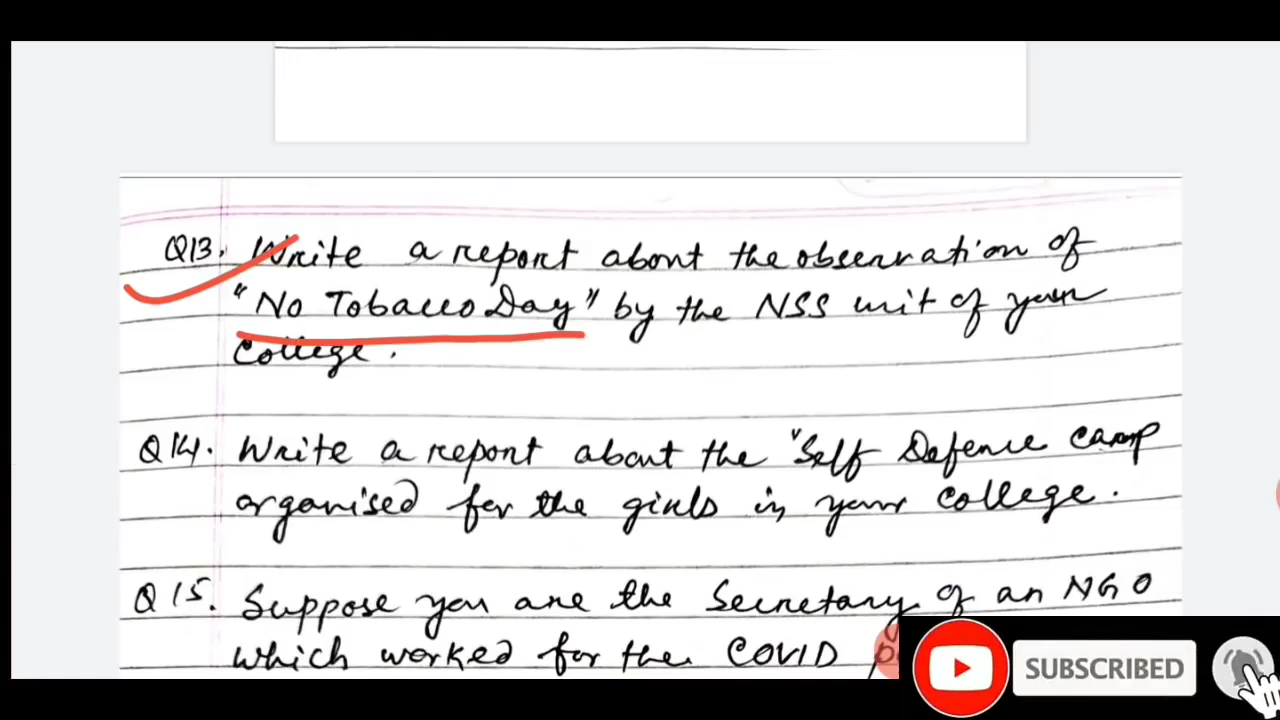 Q13. Write a report about the observation of
"No Tobacco Day" by the NSS unit of your
College.
Q14. Write a report about the "Self Defence Camp
organised for the girls in your College.
Q15. Suppose you are the Secretary of an NGO
which worked for the COVID
SUBSCRIBED